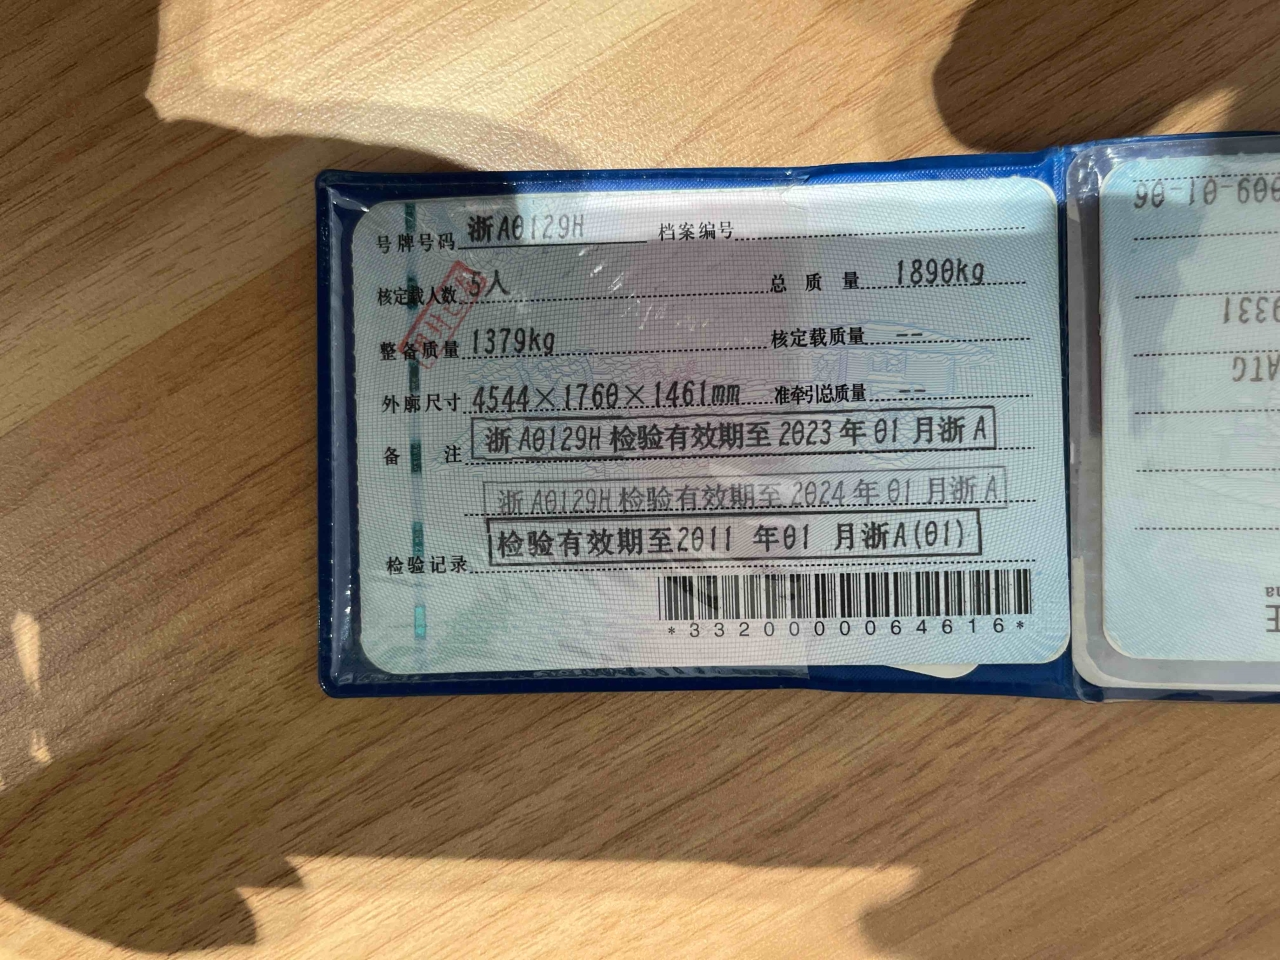 号牌号码 浙A0129H 档案编号
核定载人数 5人 总质量 1890kg
整备质量 1379kg 核定载质量 --
外廓尺寸 4544×1760×1461mm 准牵引总质量 --
备注 浙A0129H检验有效期至2023年01月浙A
浙A0129H检验有效期至2024年01月浙A
检验有效期至2011 年01 月浙A(01)
检验记录
*3320000064616*
009-01-06
9331
ATG